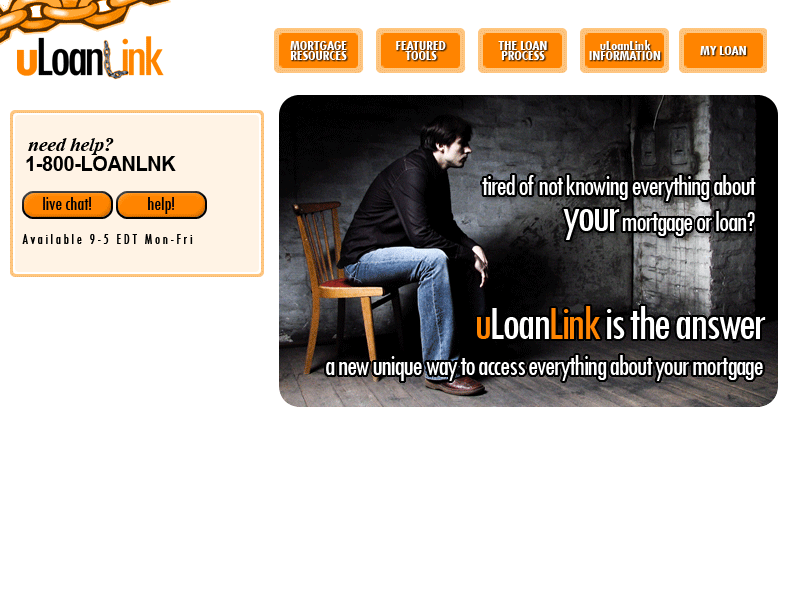 uLoanLink
MORTGAGE
RESOURCES
FEATURED
TOOLS
THE LOAN
PROCESS
uLoanLink
INFORMATION
MY LOAN
need help?
1-800-LOANLNK
live chat! help!
Available 9-5 EDT Mon-Fri
tired of not knowing everything about
your mortgage or loan?
uLoanLink is the answer
a new unique way to access everything about your mortgage